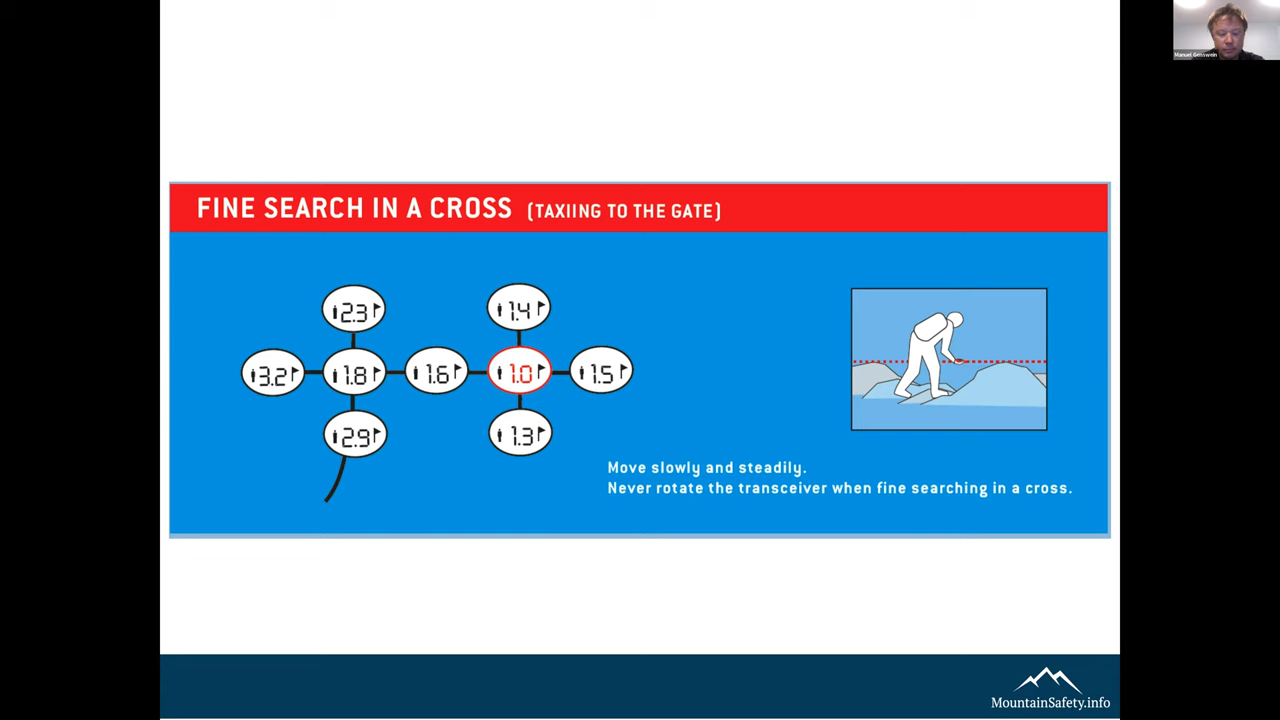 Manuel Genswein
FINE SEARCH IN A CROSS (TAXIING TO THE GATE)
2.3
1.4
3.2
1.8
1.6
1.0
1.5
2.9
1.3
Move slowly and steadily.
Never rotate the transceiver when fine searching in a cross.
MountainSafety.info